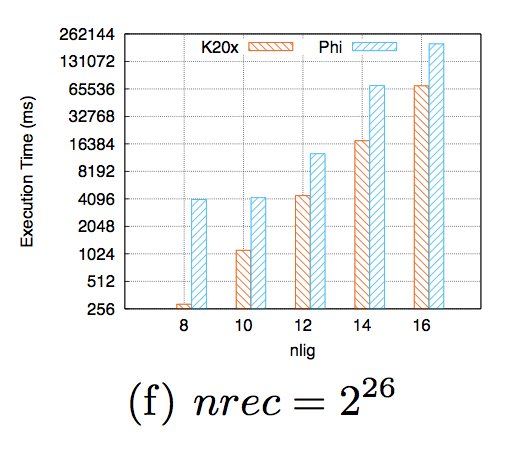 262144
K20x Phi
131072
65536
32768
16384
8192
4096
2048
1024
512
256
Execution Time (ms)
8 10 12 14 16
nlig
(f) nrec = 2^26